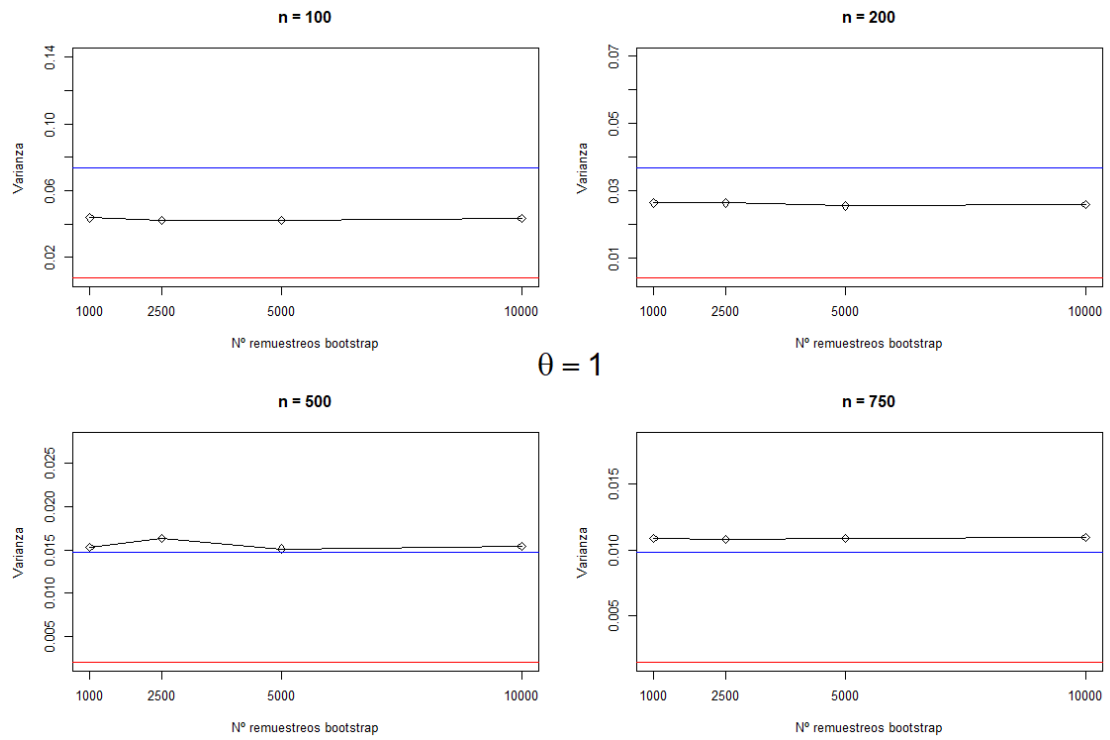 n = 100
0.14
0.10
0.06
0.02
Varianza
1000 2500 5000 10000
Nº remuestreos bootstrap
n = 200
0.07
0.05
0.03
0.01
Varianza
1000 2500 5000 10000
Nº remuestreos bootstrap
θ = 1
n = 500
0.025
0.020
0.015
0.010
0.005
Varianza
1000 2500 5000 10000
Nº remuestreos bootstrap
n = 750
0.015
0.010
0.005
Varianza
1000 2500 5000 10000
Nº remuestreos bootstrap